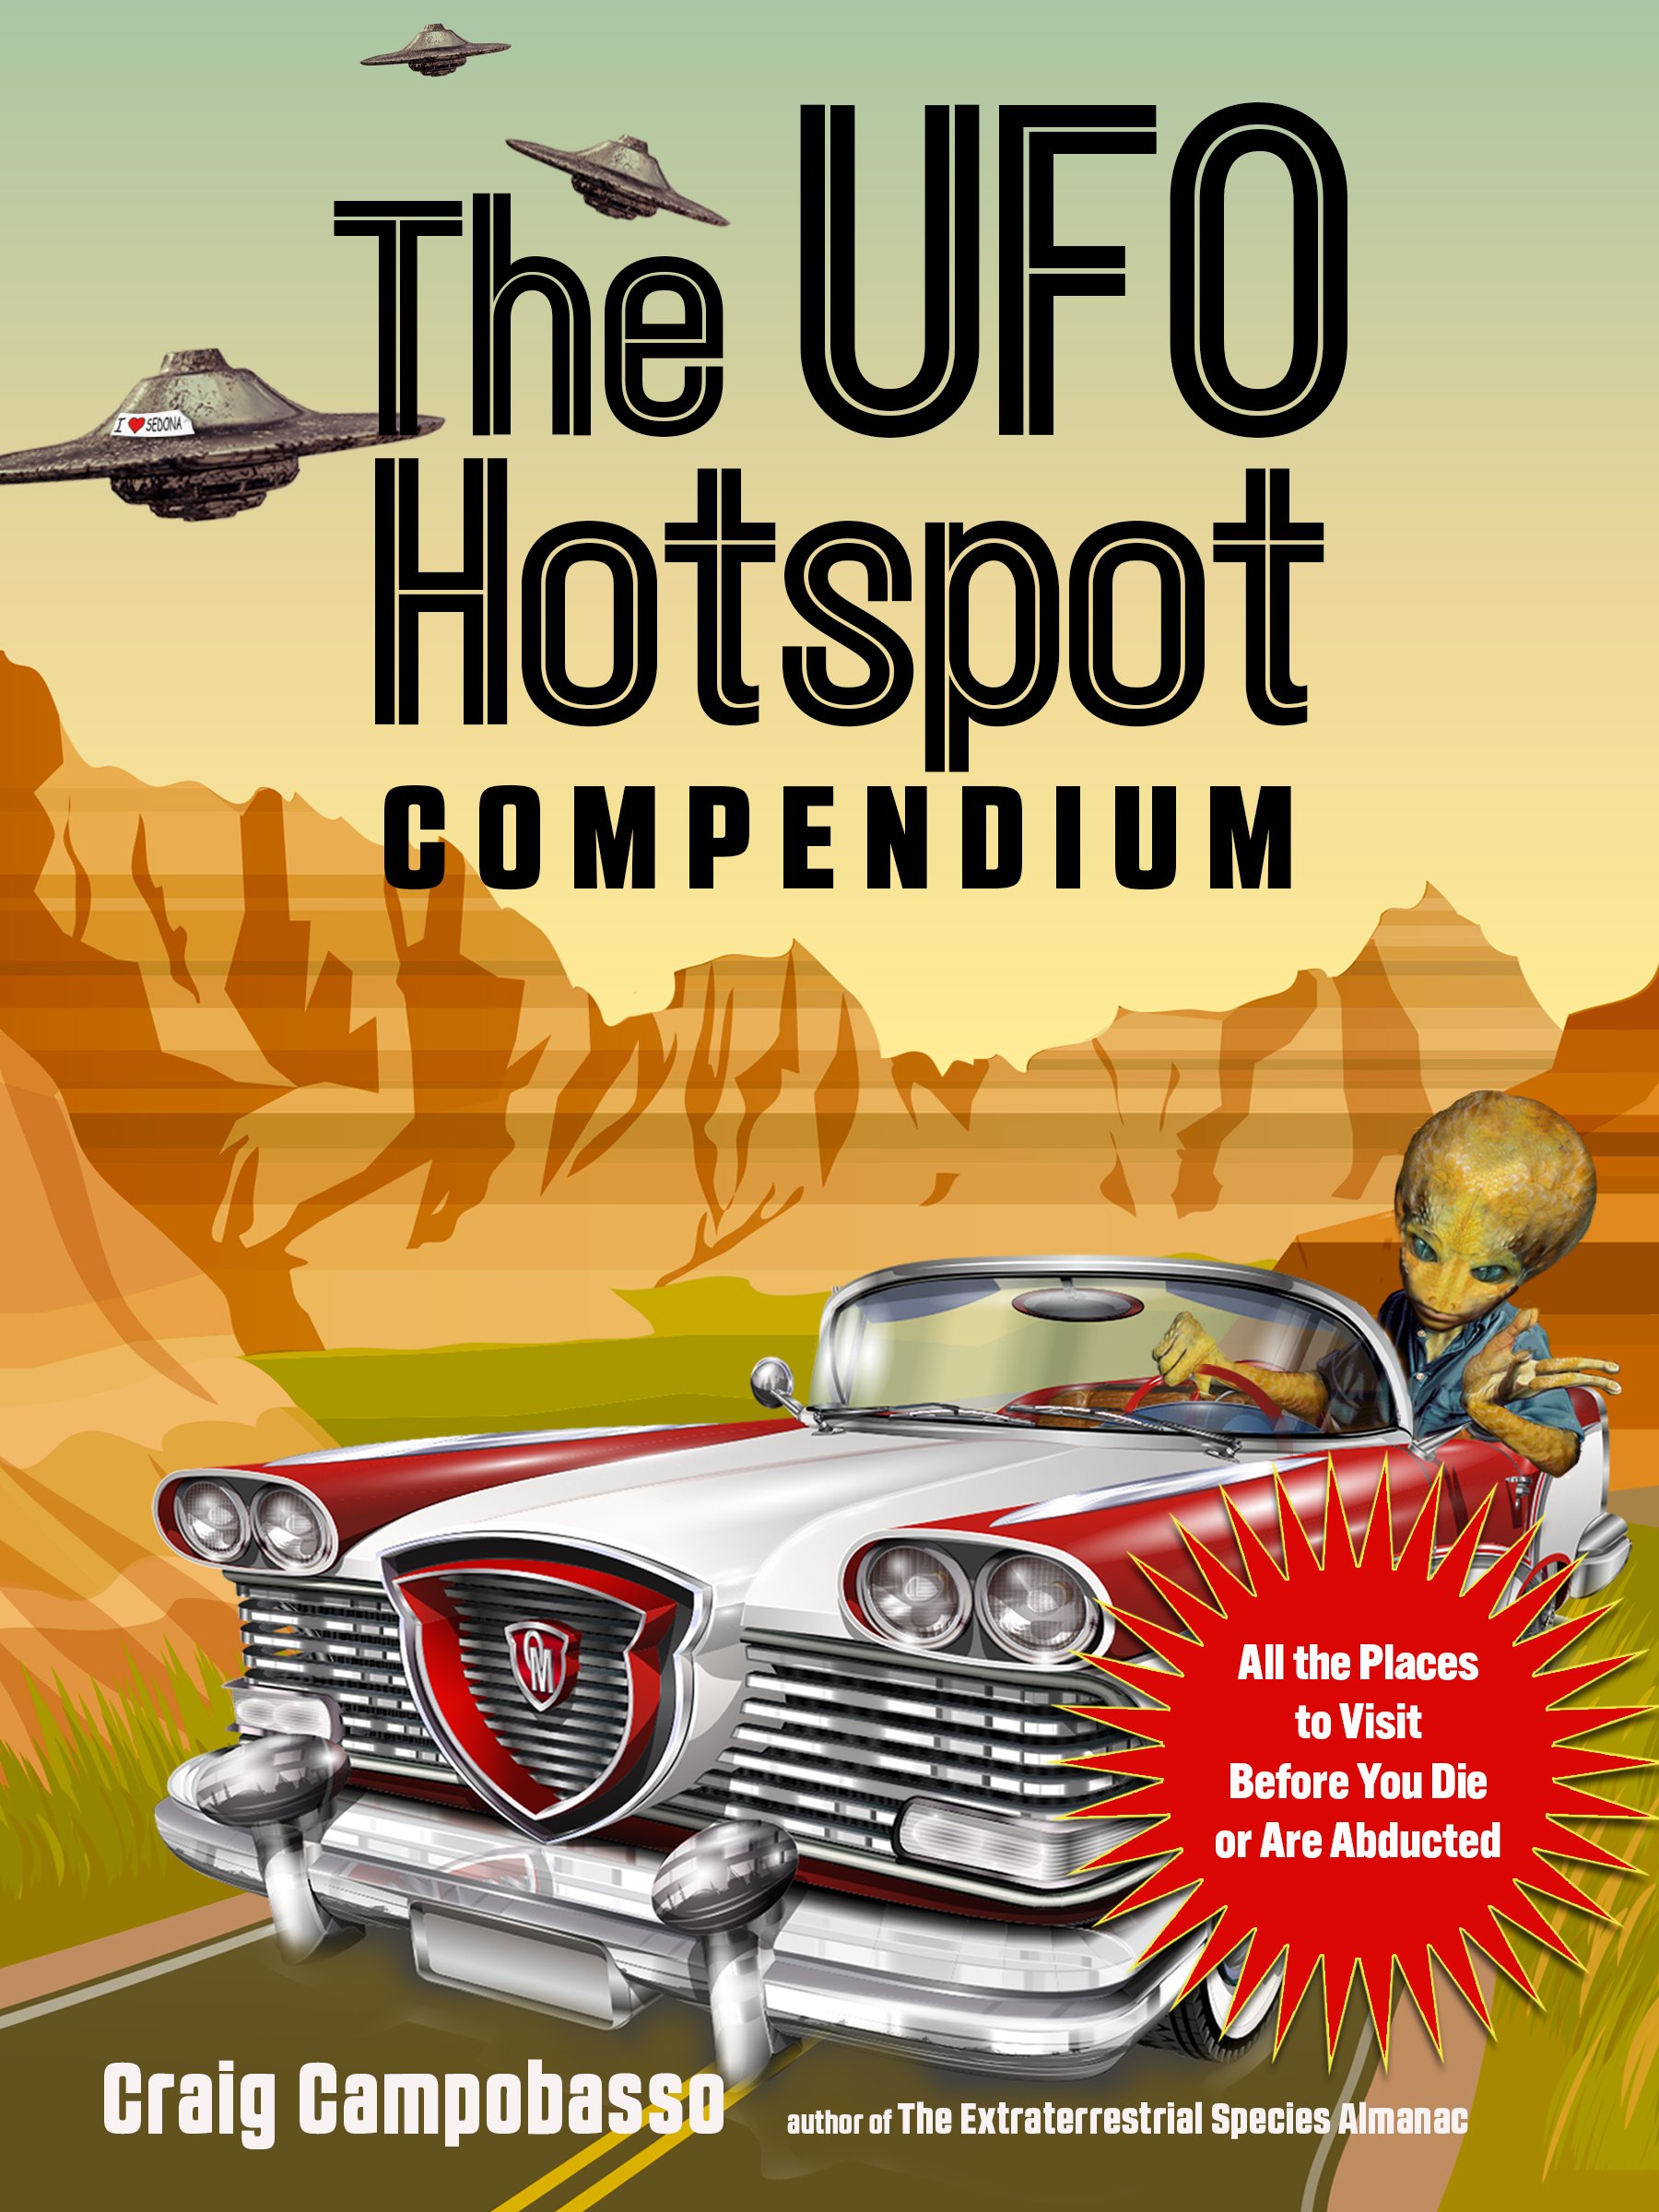 The UFO
I ❤ SEDONA
Hotspot
COMPENDIUM
M
All the Places
to Visit
Before You Die
or Are Abducted
Craig Campobasso
author of The Extraterrestrial Species Almanac